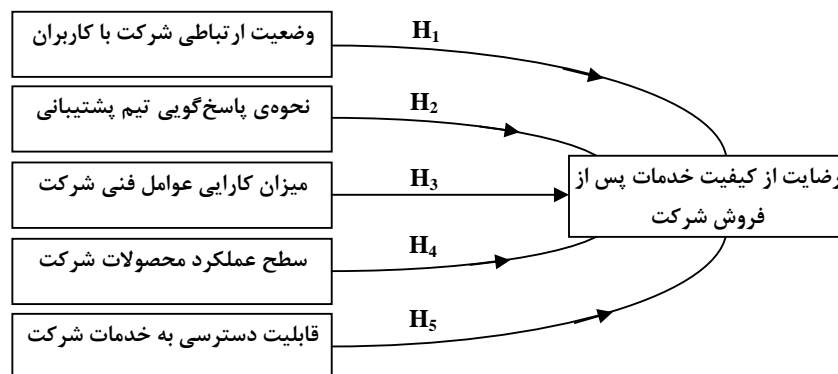 وضعیت ارتباطی شرکت با کاربران
H₁
نحوه‌ی پاسخ‌گویی تیم پشتیبانی
H₂
میزان کارایی عوامل فنی شرکت
H₃
سطح عملکرد محصولات شرکت
H₄
قابلیت دسترسی به خدمات شرکت
H₅
رضایت از کیفیت خدمات پس از
فروش شرکت